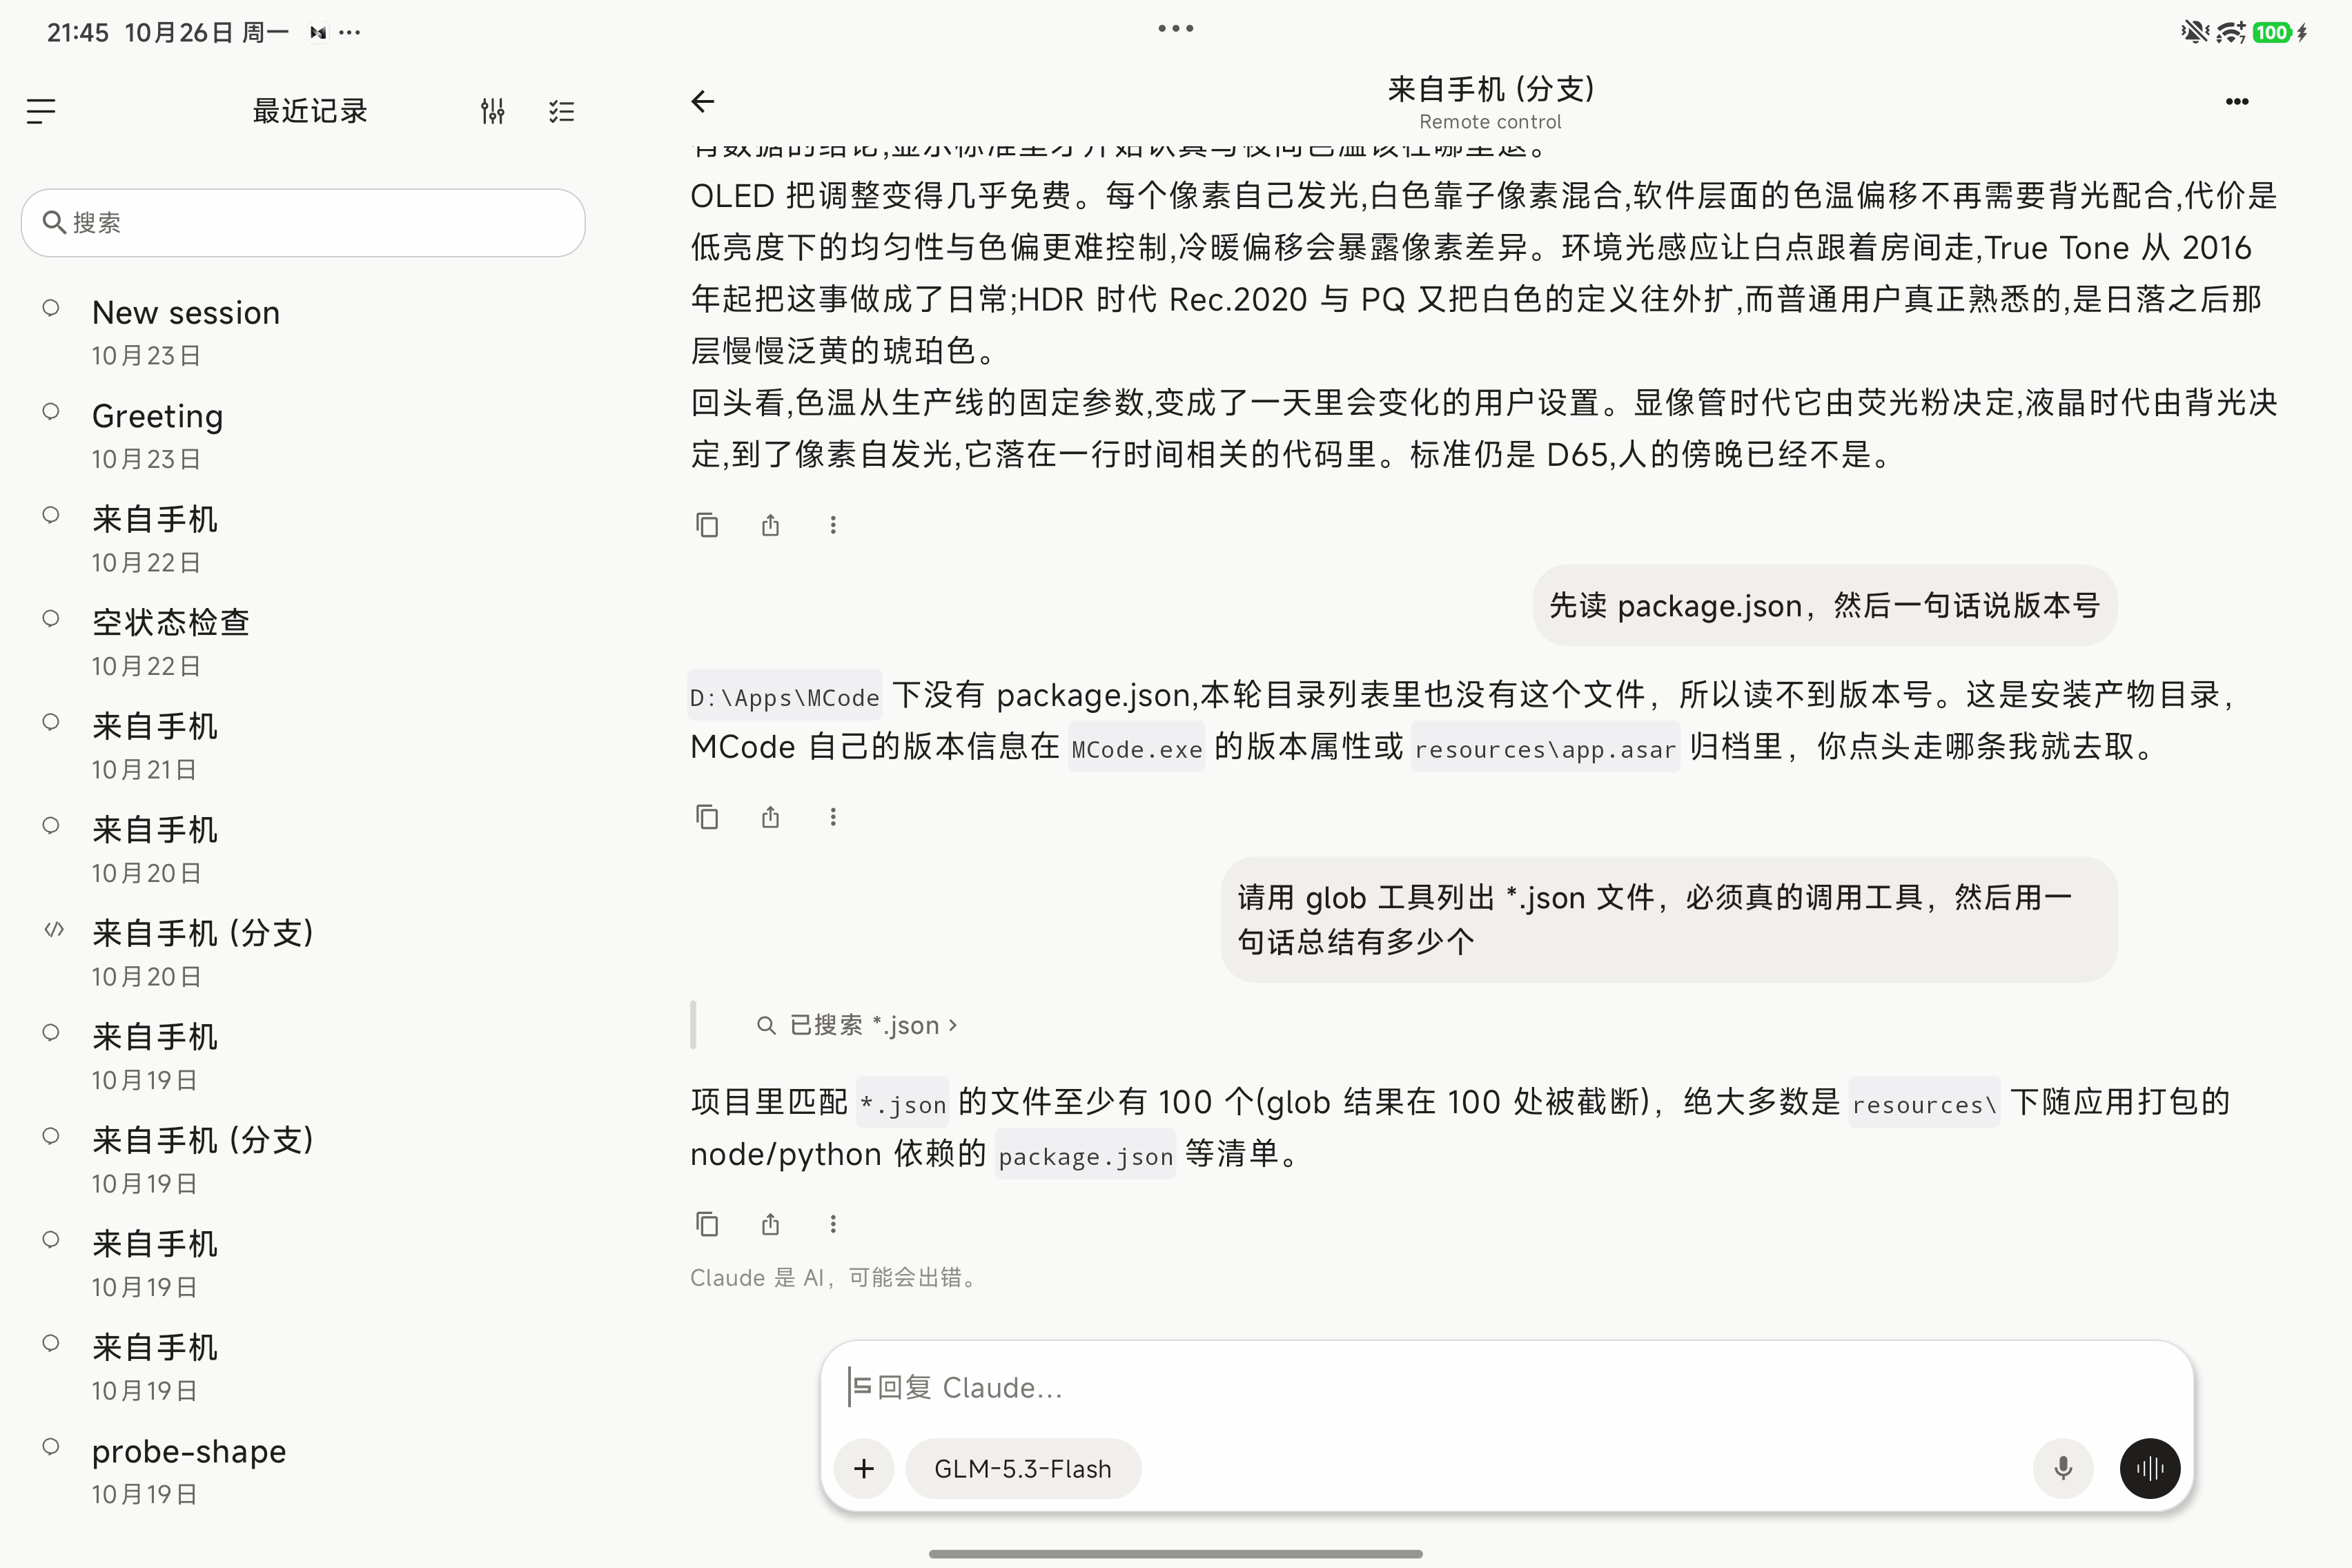 21:45 10月26日 周一
100
最近记录
搜索
New session
10月23日
Greeting
10月23日
来自手机
10月22日
空状态检查
10月22日
来自手机
10月21日
来自手机
10月20日
来自手机 (分支)
10月20日
来自手机
10月19日
来自手机 (分支)
10月19日
来自手机
10月19日
来自手机
10月19日
probe-shape
10月19日
来自手机 (分支)
Remote control
有数据的结论,显示标准里才开始认真写夜间色温该往哪里退。
OLED 把调整变得几乎免费。每个像素自己发光,白色靠子像素混合,软件层面的色温偏移不再需要背光配合,代价是
低亮度下的均匀性与色偏更难控制,冷暖偏移会暴露像素差异。环境光感应让白点跟着房间走,True Tone 从 2016
年起把这事做成了日常;HDR 时代 Rec.2020 与 PQ 又把白色的定义往外扩,而普通用户真正熟悉的,是日落之后那
层慢慢泛黄的琥珀色。
回头看,色温从生产线的固定参数,变成了一天里会变化的用户设置。显像管时代它由荧光粉决定,液晶时代由背光决
定,到了像素自发光,它落在一行时间相关的代码里。标准仍是 D65,人的傍晚已经不是。
先读 package.json，然后一句话说版本号
D:\Apps\MCode 下没有 package.json,本轮目录列表里也没有这个文件，所以读不到版本号。这是安装产物目录，
MCode 自己的版本信息在 MCode.exe 的版本属性或 resources\app.asar 归档里，你点头走哪条我就去取。
请用 glob 工具列出 *.json 文件，必须真的调用工具，然后用一
句话总结有多少个
已搜索 *.json
项目里匹配 *.json 的文件至少有 100 个(glob 结果在 100 处被截断)，绝大多数是 resources\ 下随应用打包的
node/python 依赖的 package.json 等清单。
Claude 是 AI，可能会出错。
回复 Claude...
GLM-5.3-Flash